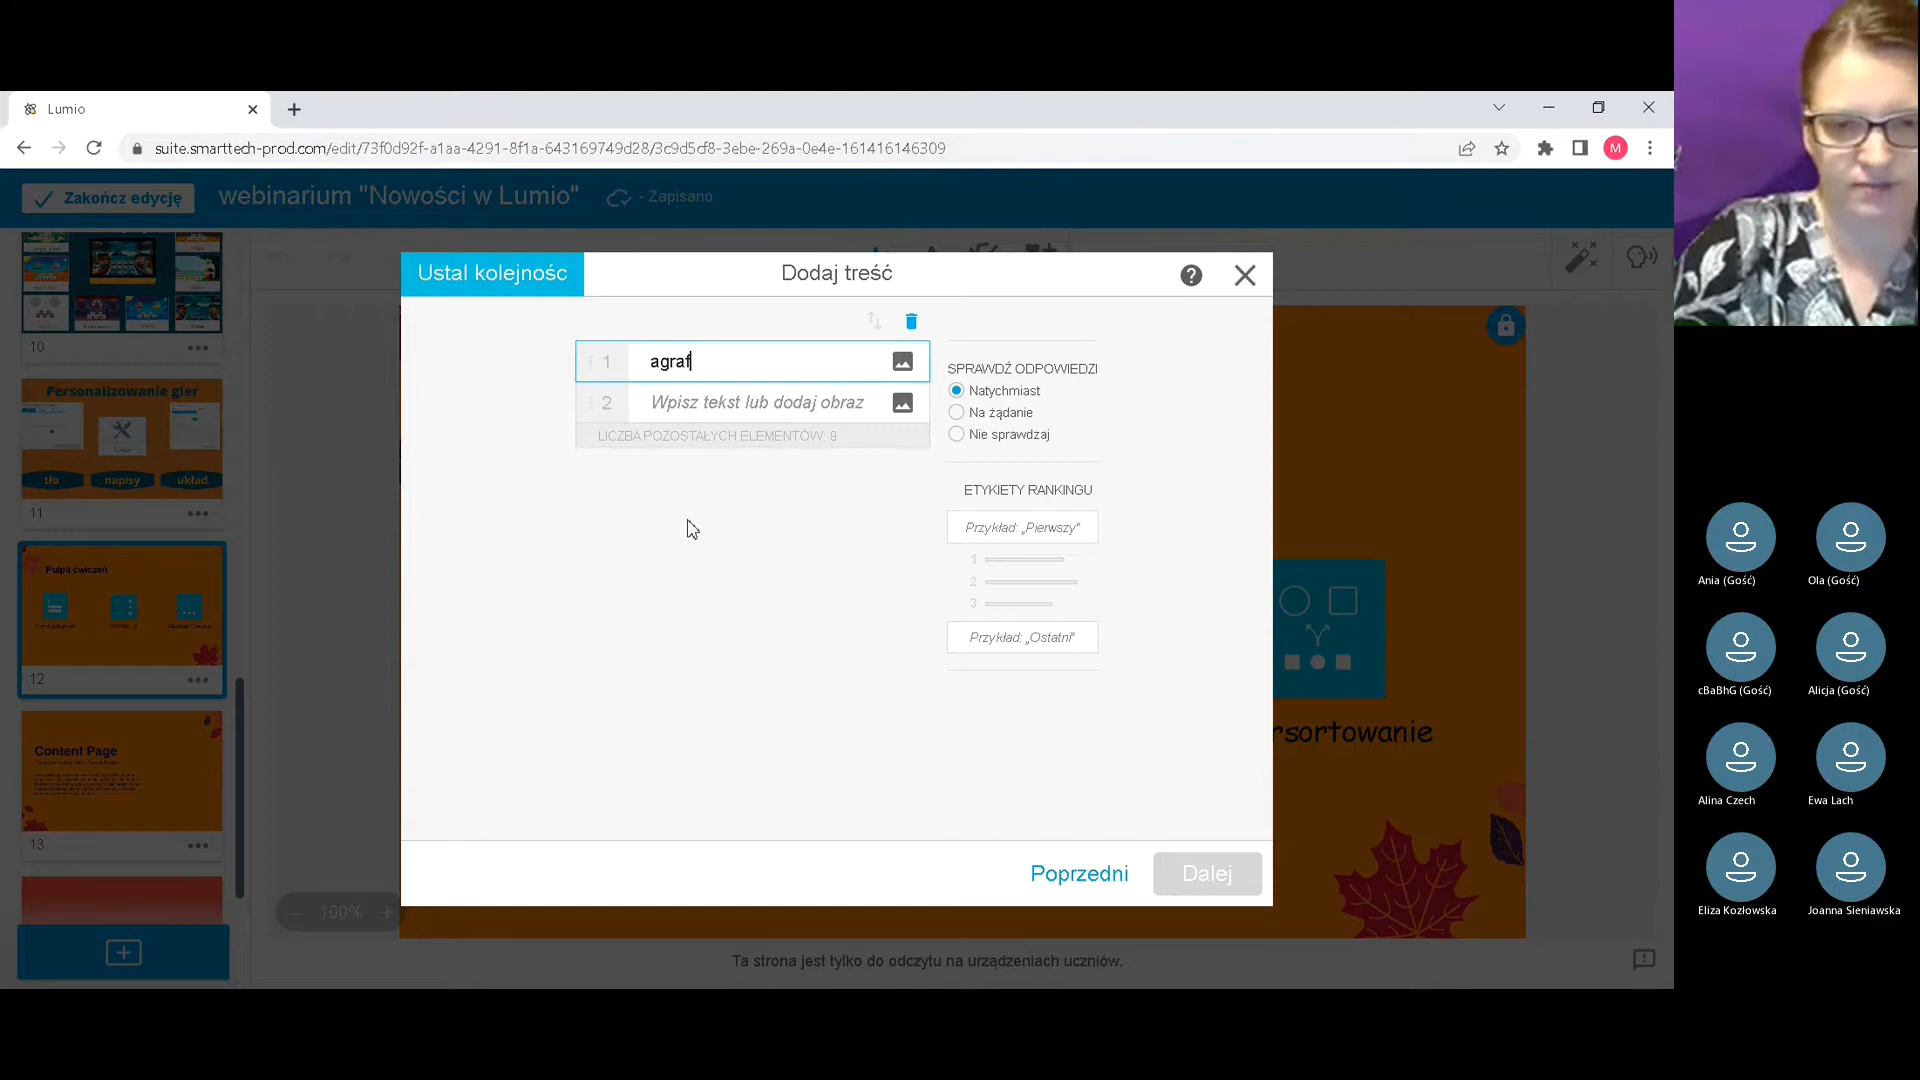 Lumio
suite.smarttech-prod.com/edit/73f0d92f-a1aa-4291-8f1a-643169749d28/3c9d5cf8-3ebe-269a-0e4e-161416146309
M
Zakończ edycję
webinarium "Nowości w Lumio"
- Zapisano
Ustal kolejnośc
Dodaj treść
10
Personalizowanie gier
tło
napisy
układ
11
Pulpit ćwiczeń
12
Content Page
13
1
agraf
2
Wpisz tekst lub dodaj obraz
LICZBA POZOSTAŁYCH ELEMENTÓW: 9
SPRAWDŹ ODPOWIEDZI
Natychmiast
Na żądanie
Nie sprawdzaj
ETYKIETY RANKINGU
Przykład: „Pierwszy"
1
2
3
Przykład: „Ostatni"
Poprzedni
Dalej
rsortowanie
- 100% +
Ta strona jest tylko do odczytu na urządzeniach uczniów.
Ania (Gość)
Ola (Gość)
cBaBhG (Gość)
Alicja (Gość)
Alina Czech
Ewa Lach
Eliza Kozłowska
Joanna Sieniawska